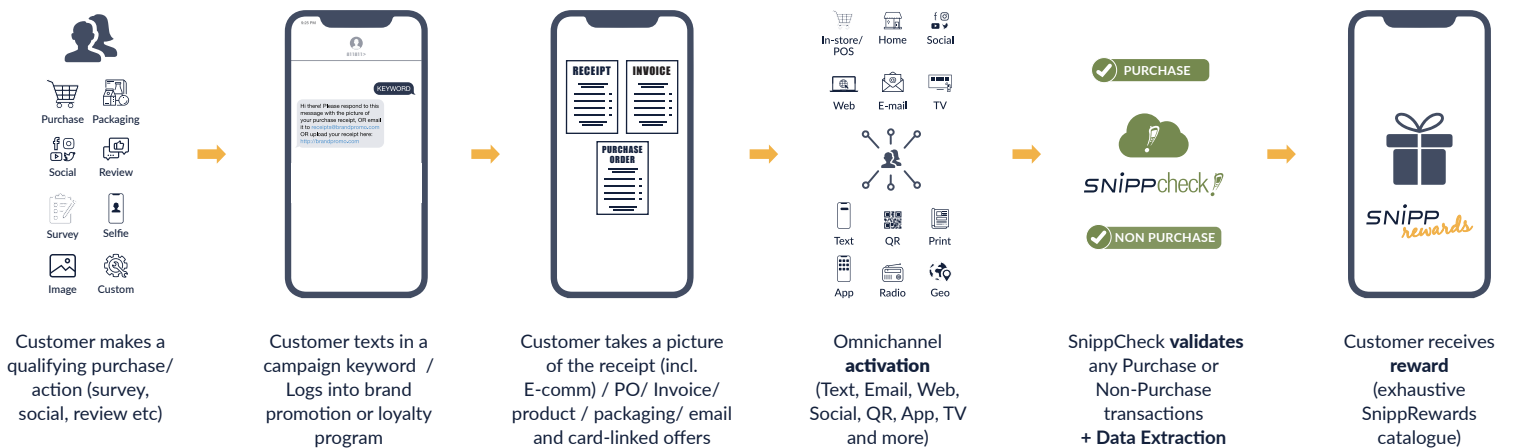 Purchase
Packaging
Social
Review
Survey
Selfie
Image
Custom
Customer makes a
qualifying purchase/
action (survey,
social, review etc)
9:25 PM
811811>
KEYWORD
Hi there! Please respond to this
message with the picture of
your purchase receipt, OR email
it to receipts@brandpromo.com
OR upload your receipt here:
http://brandpromo.com
Customer texts in a
campaign keyword /
Logs into brand
promotion or loyalty
program
RECEIPT
INVOICE
PURCHASE
ORDER
Customer takes a picture
of the receipt (incl.
E-comm) / PO/ Invoice/
product / packaging/ email
and card-linked offers
In-store/
POS
Home
Social
Web
E-mail
TV
Text
QR
Print
App
Radio
Geo
Omnichannel
activation
(Text, Email, Web,
Social, QR, App, TV
and more)
PURCHASE
SNIPPcheck!
NON PURCHASE
SnippCheck validates
any Purchase or
Non-Purchase
transactions
+ Data Extraction
SNIPP
rewards
Customer receives
reward
(exhaustive
SnippRewards
catalogue)